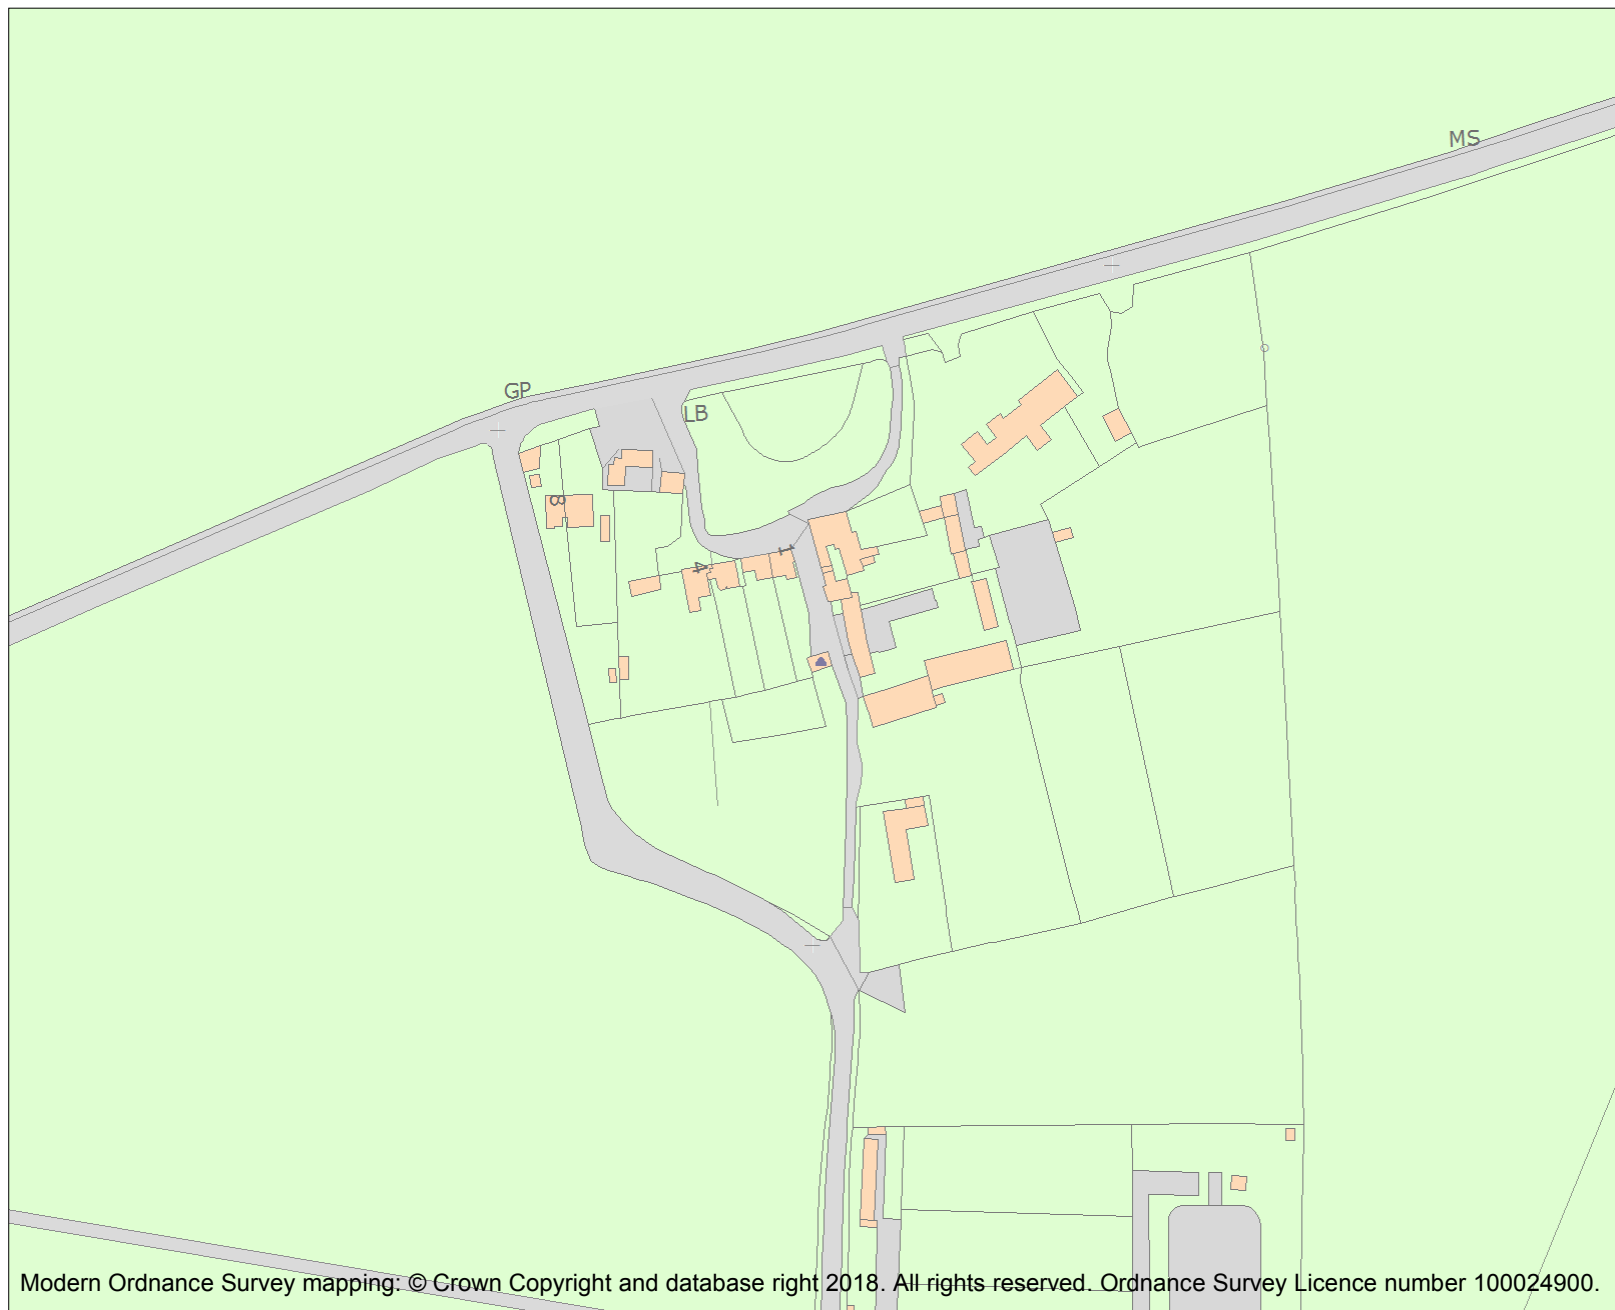 MS
GP
LB
8
1
4
Modern Ordnance Survey mapping: © Crown Copyright and database right 2018. All rights reserved. Ordnance Survey Licence number 100024900.